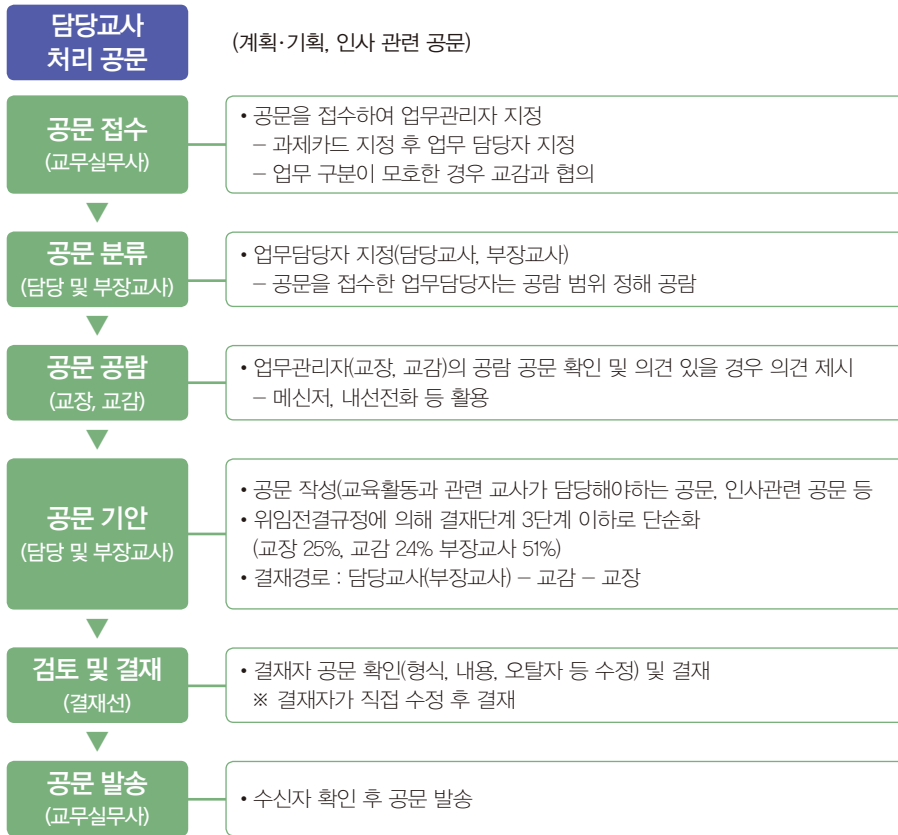 담당교사
처리 공문
(계획·기획, 인사 관련 공문)
공문 접수
(교무실무사)
• 공문을 접수하여 업무관리자 지정
– 과제카드 지정 후 업무 담당자 지정
– 업무 구분이 모호한 경우 교감과 협의
공문 분류
(담당 및 부장교사)
• 업무담당자 지정(담당교사, 부장교사)
– 공문을 접수한 업무담당자는 공람 범위 정해 공람
공문 공람
(교장, 교감)
• 업무관리자(교장, 교감)의 공람 공문 확인 및 의견 있을 경우 의견 제시
– 메신저, 내선전화 등 활용
공문 기안
(담당 및 부장교사)
• 공문 작성(교육활동과 관련 교사가 담당해야하는 공문, 인사관련 공문 등
• 위임전결규정에 의해 결재단계 3단계 이하로 단순화
(교장 25%, 교감 24% 부장교사 51%)
• 결재경로 : 담당교사(부장교사) – 교감 – 교장
검토 및 결재
(결재선)
• 결재자 공문 확인(형식, 내용, 오탈자 등 수정) 및 결재
※ 결재자가 직접 수정 후 결재
공문 발송
(교무실무사)
• 수신자 확인 후 공문 발송